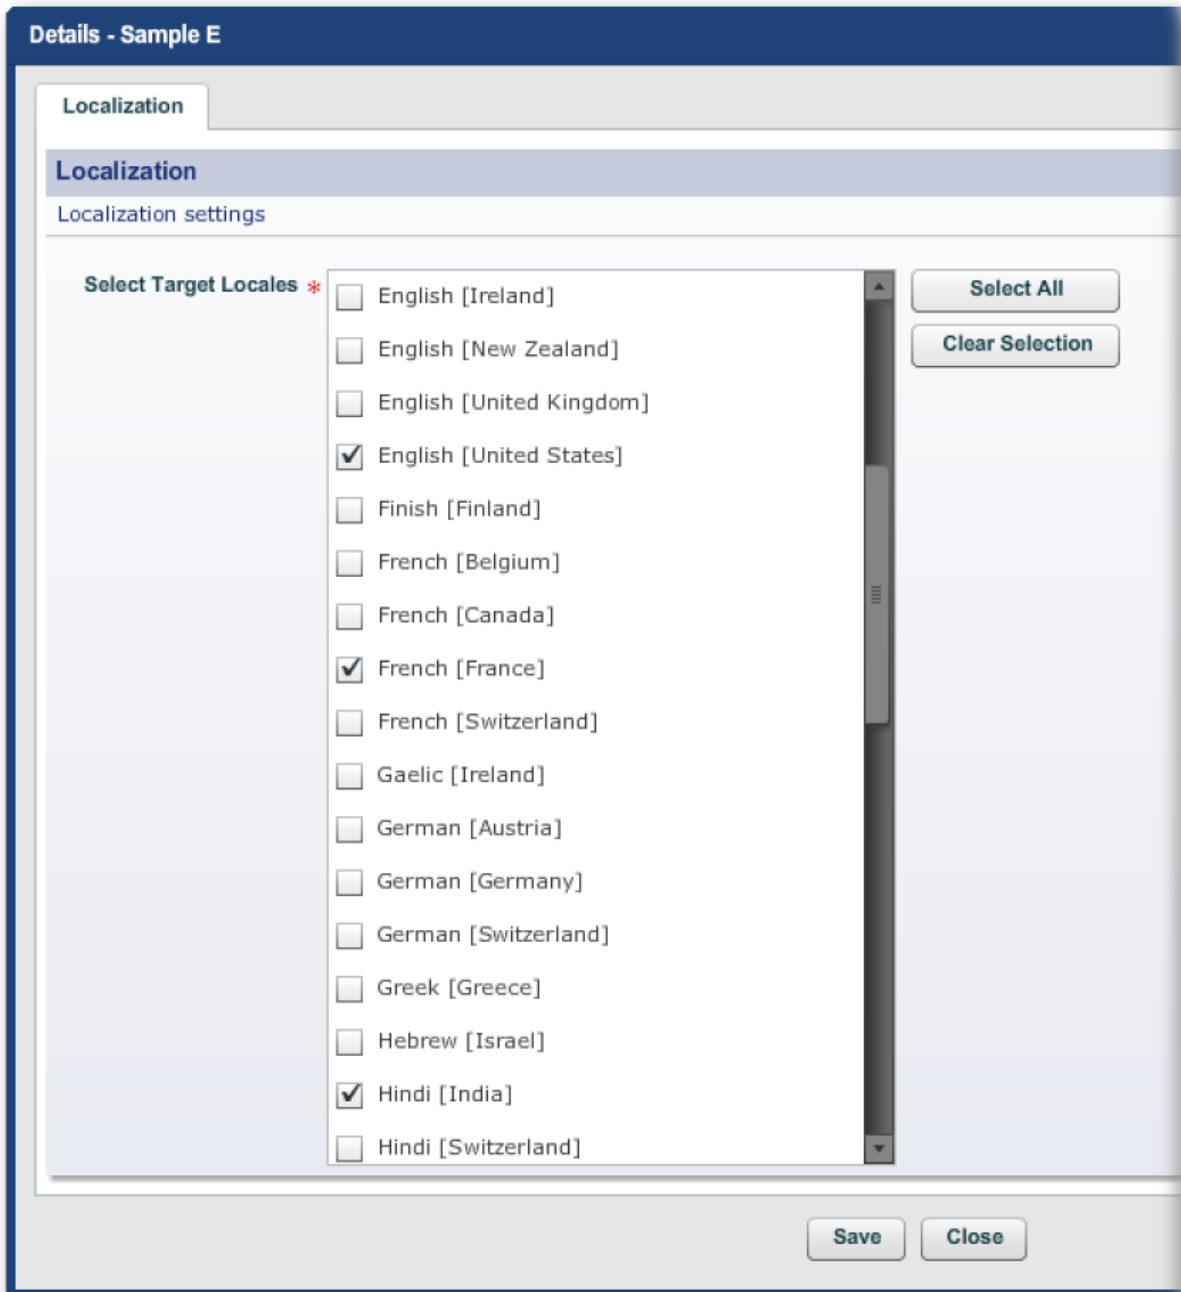 Details - Sample E
Localization
Localization
Localization settings
Select Target Locales *
English [Ireland]
Select All
English [New Zealand]
Clear Selection
English [United Kingdom]
English [United States]
Finish [Finland]
French [Belgium]
French [Canada]
French [France]
French [Switzerland]
Gaelic [Ireland]
German [Austria]
German [Germany]
German [Switzerland]
Greek [Greece]
Hebrew [Israel]
Hindi [India]
Hindi [Switzerland]
Save
Close